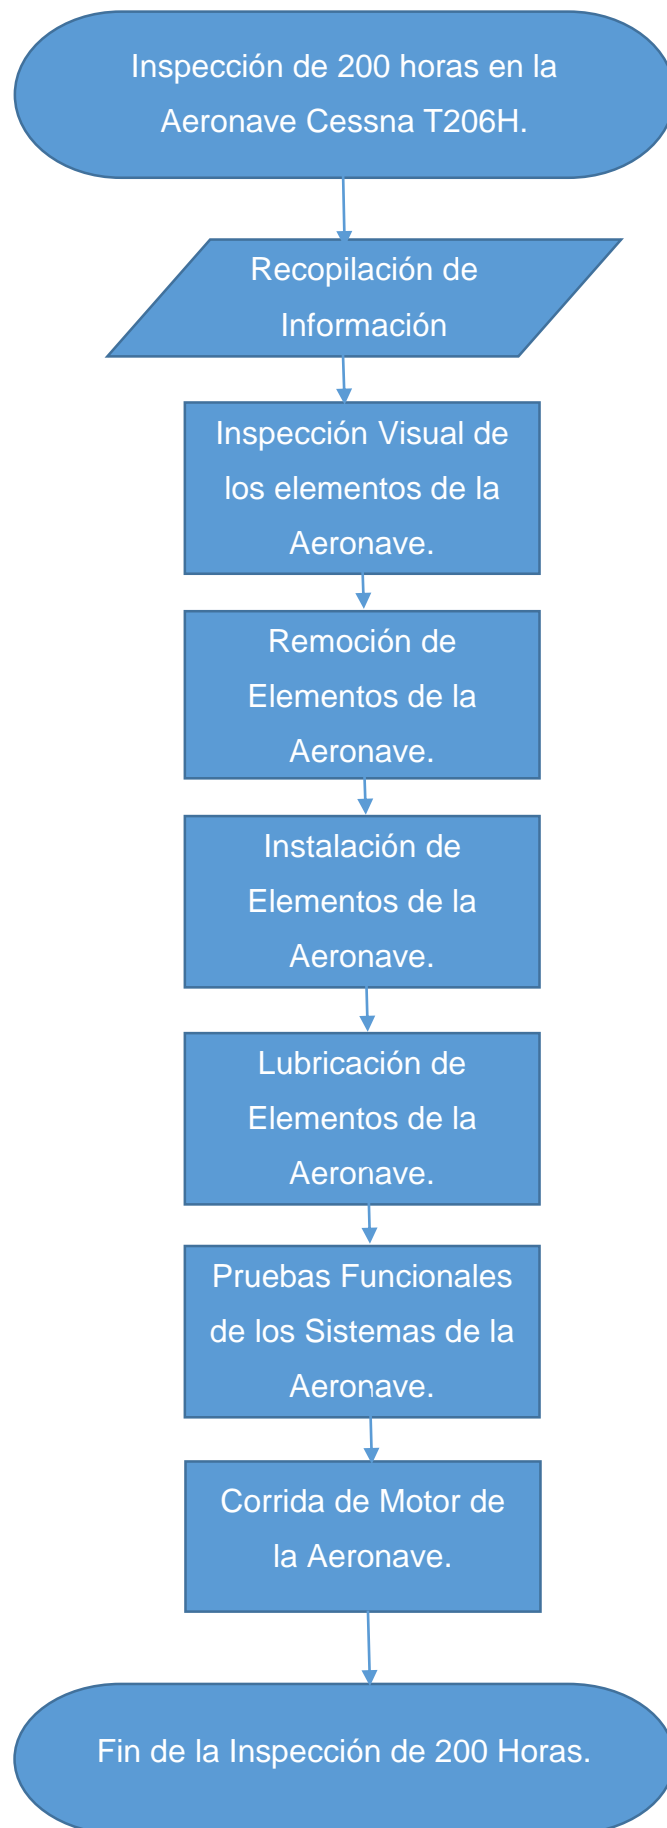 Inspección de 200 horas en la
Aeronave Cessna T206H.
Recopilación de
Información
Inspección Visual de
los elementos de la
Aeronave.
Remoción de
Elementos de la
Aeronave.
Instalación de
Elementos de la
Aeronave.
Lubricación de
Elementos de la
Aeronave.
Pruebas Funcionales
de los Sistemas de la
Aeronave.
Corrida de Motor de
la Aeronave.
Fin de la Inspección de 200 Horas.